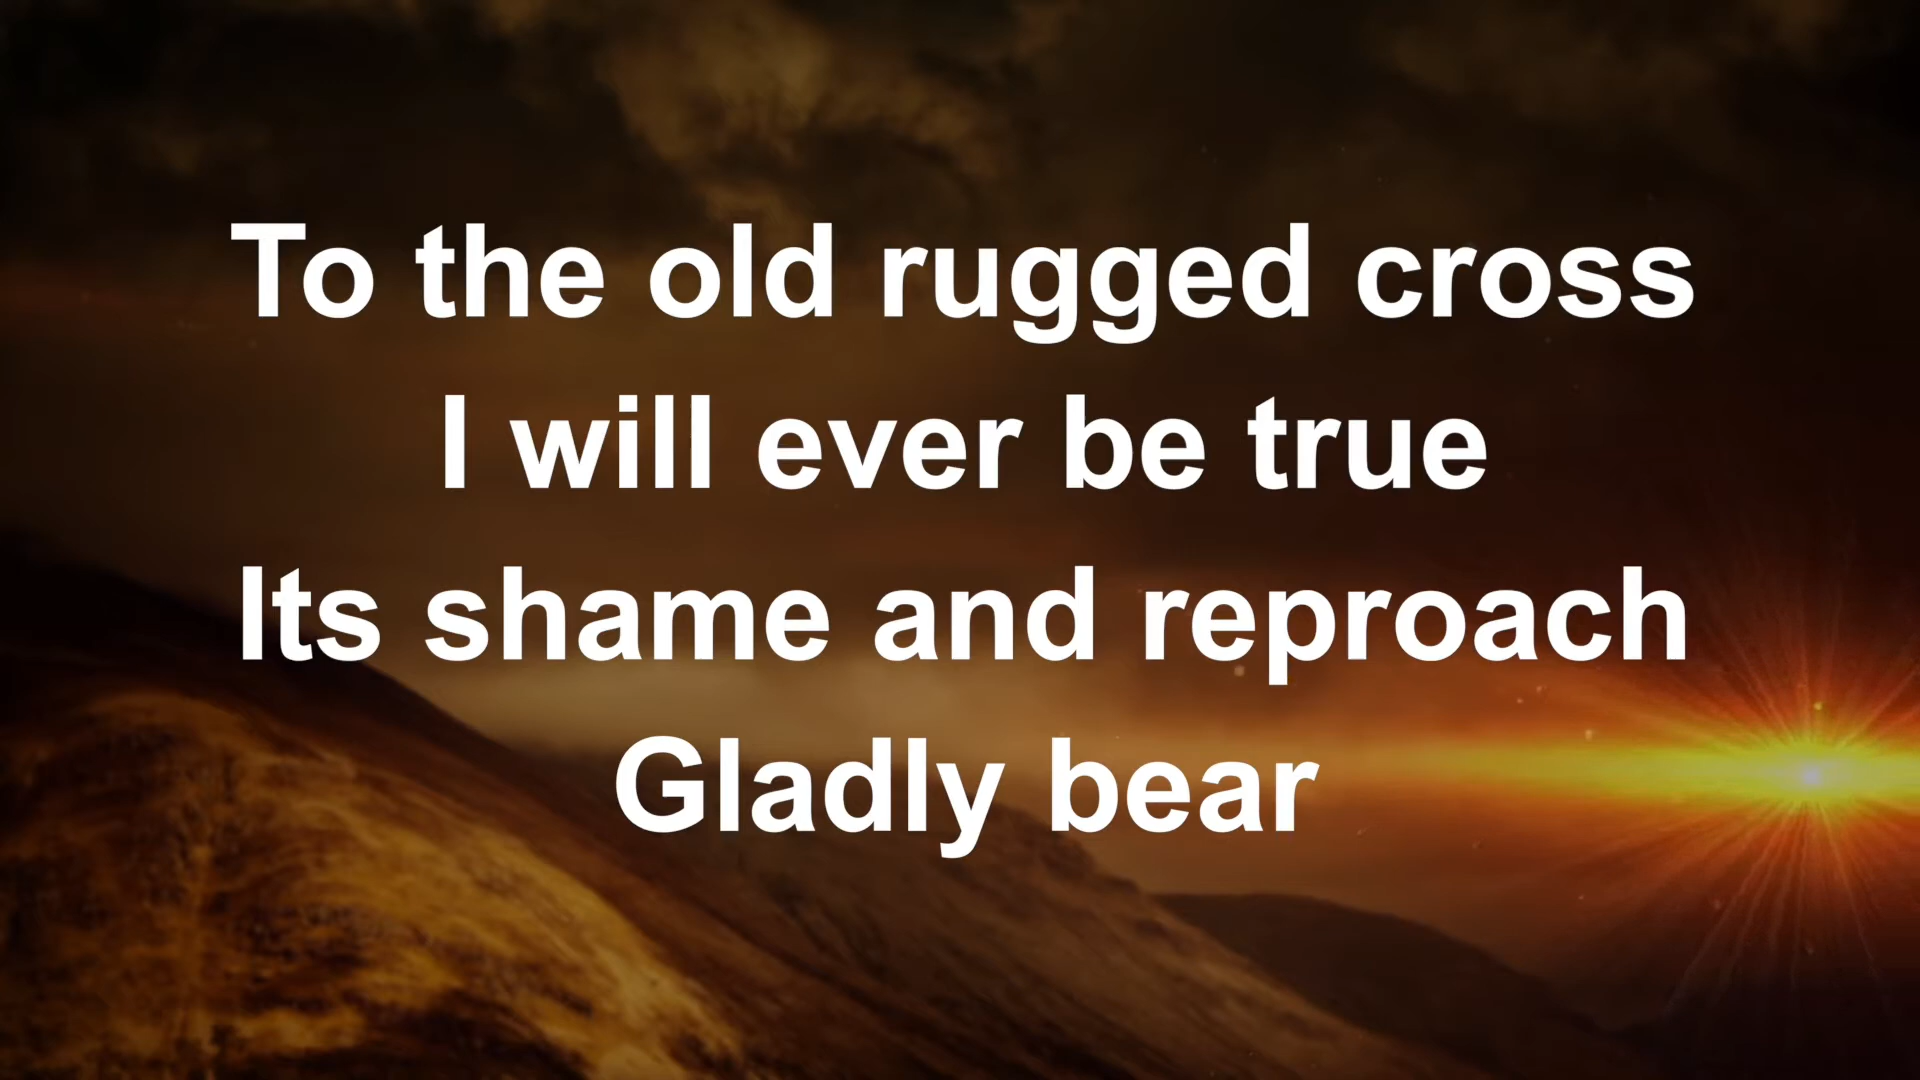 To the old rugged cross
I will ever be true
Its shame and reproach
Gladly bear